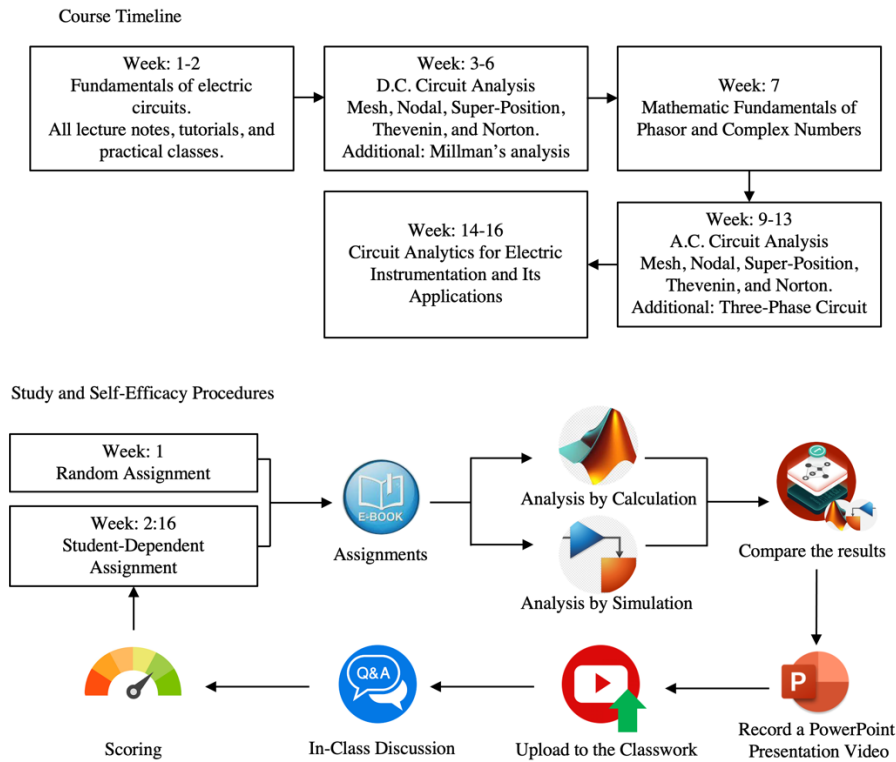 Course Timeline
Week: 1-2
Fundamentals of electric
circuits.
All lecture notes, tutorials, and
practical classes.
Week: 3-6
D.C. Circuit Analysis
Mesh, Nodal, Super-Position,
Thevenin, and Norton.
Additional: Millman's analysis
Week: 7
Mathematic Fundamentals of
Phasor and Complex Numbers
Week: 14-16
Circuit Analytics for Electric
Instrumentation and Its
Applications
Week: 9-13
A.C. Circuit Analysis
Mesh, Nodal, Super-Position,
Thevenin, and Norton.
Additional: Three-Phase Circuit
Study and Self-Efficacy Procedures
Week: 1
Random Assignment
Week: 2:16
Student-Dependent
Assignment
E-BOOK
Assignments
Analysis by Calculation
Analysis by Simulation
Compare the results
P
Record a PowerPoint
Presentation Video
Upload to the Classwork
Q&A
In-Class Discussion
Scoring